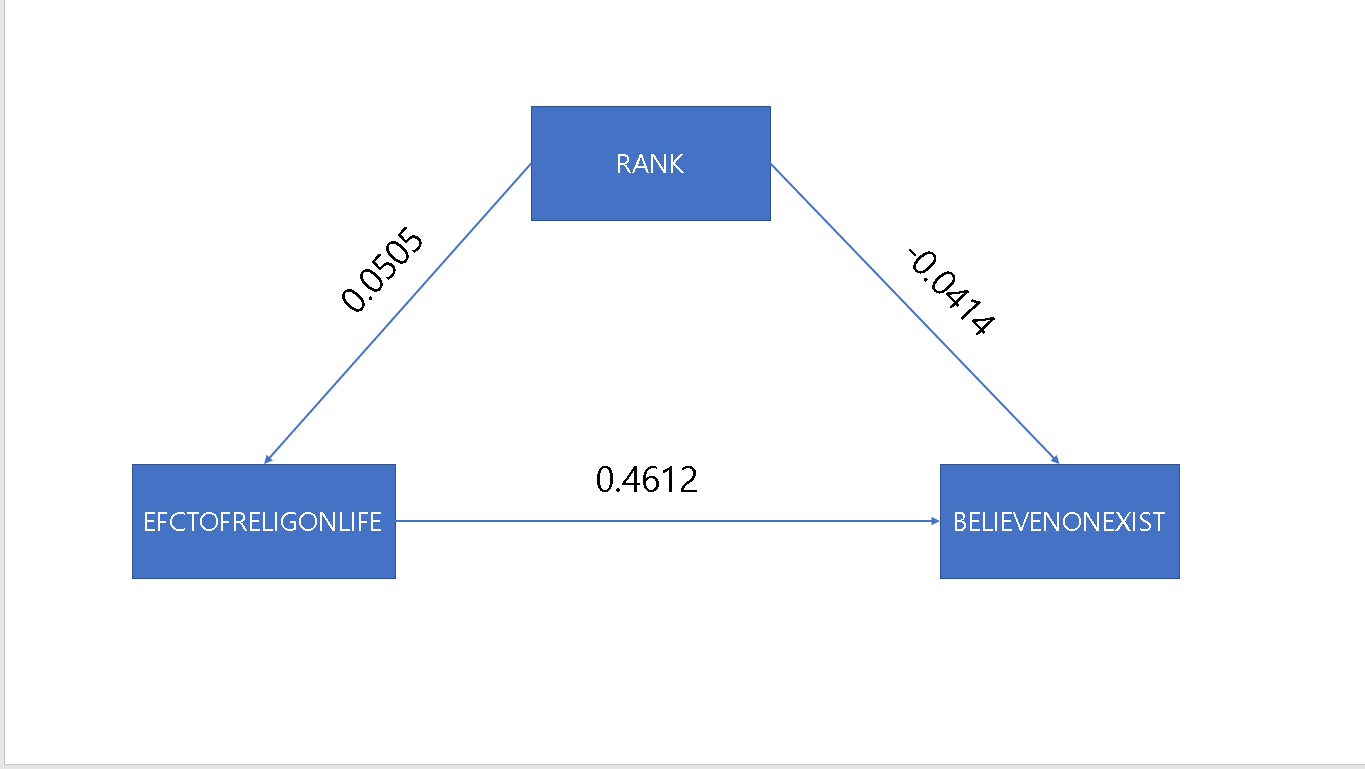 RANK
0.0505
-0.0414
0.4612
EFCTOFRELIGONLIFE
BELIEVENONEXIST